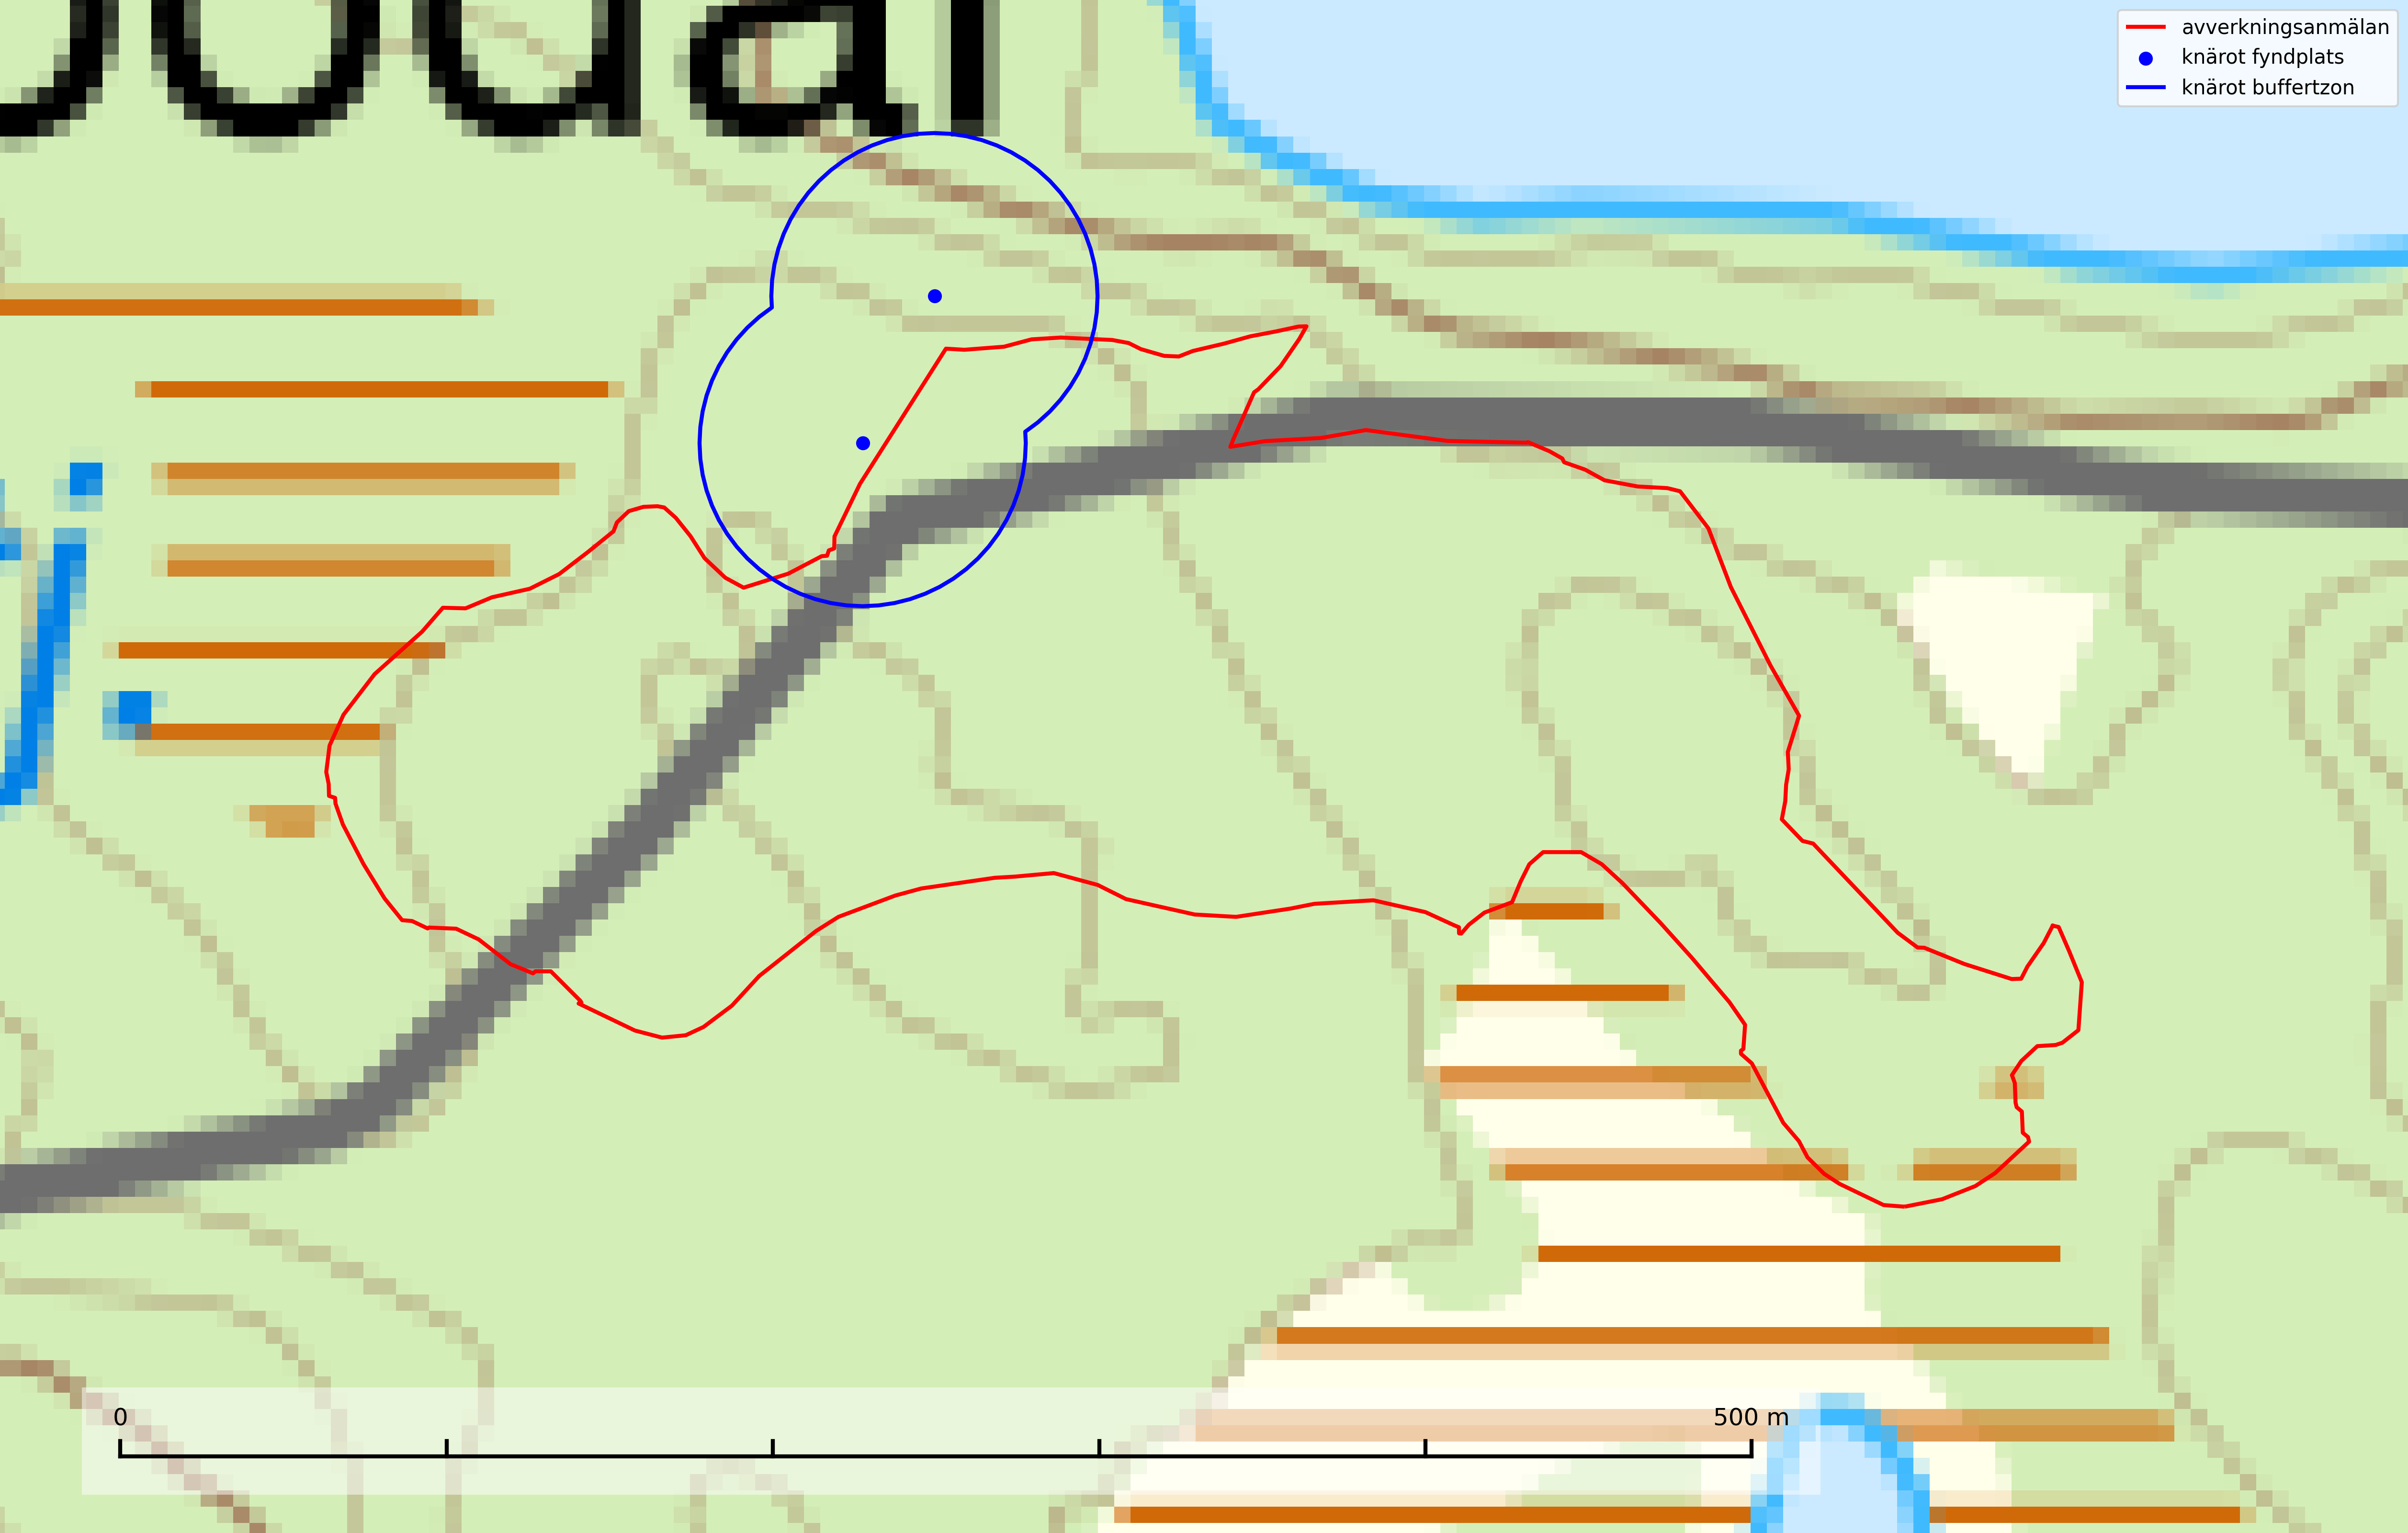 avverkningsanmälan
knärot fyndplats
knärot buffertzon
0
500 m